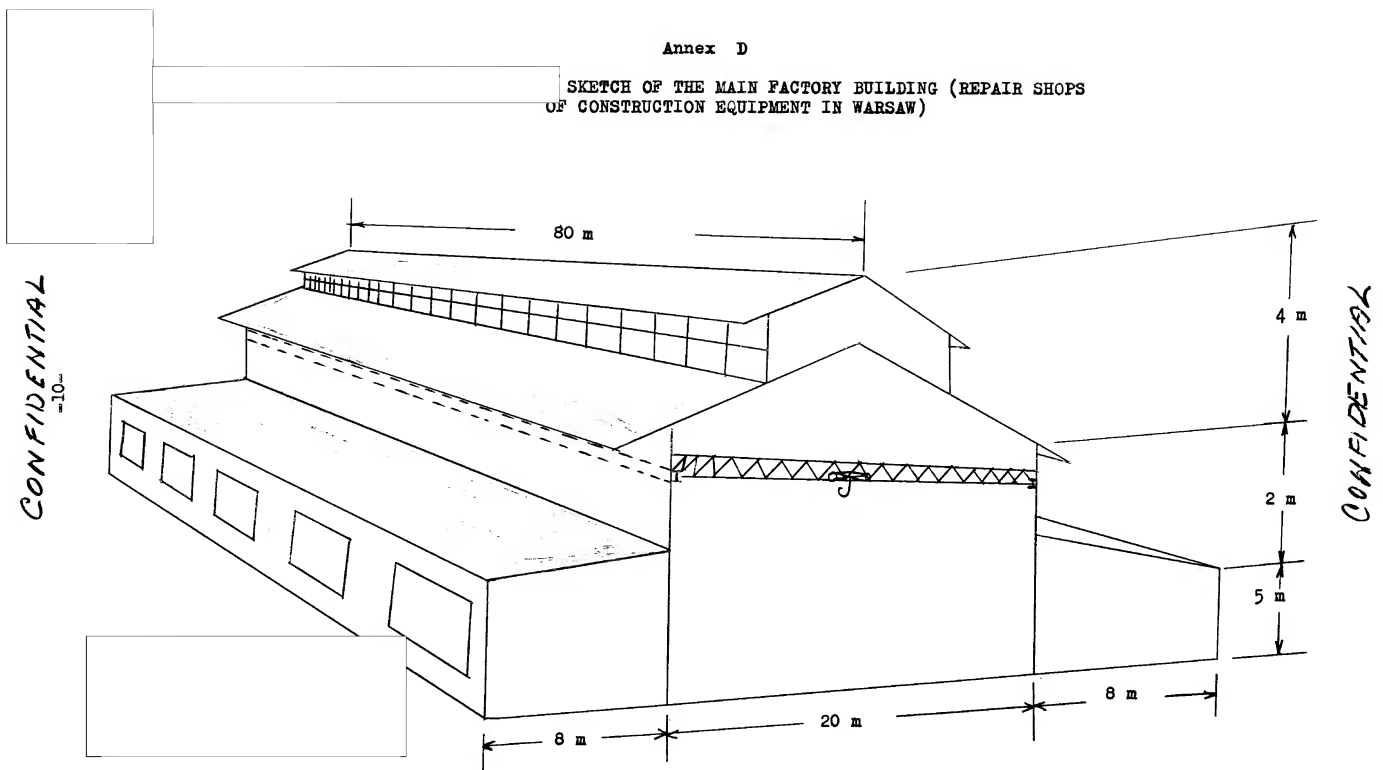 Annex D
SKETCH OF THE MAIN FACTORY BUILDING (REPAIR SHOPS
OF CONSTRUCTION EQUIPMENT IN WARSAW)
80 m
4 m
CONFIDENTIAL
-10-
CONFIDENTIAL
2 m
5 m
8 m
20 m
8 m